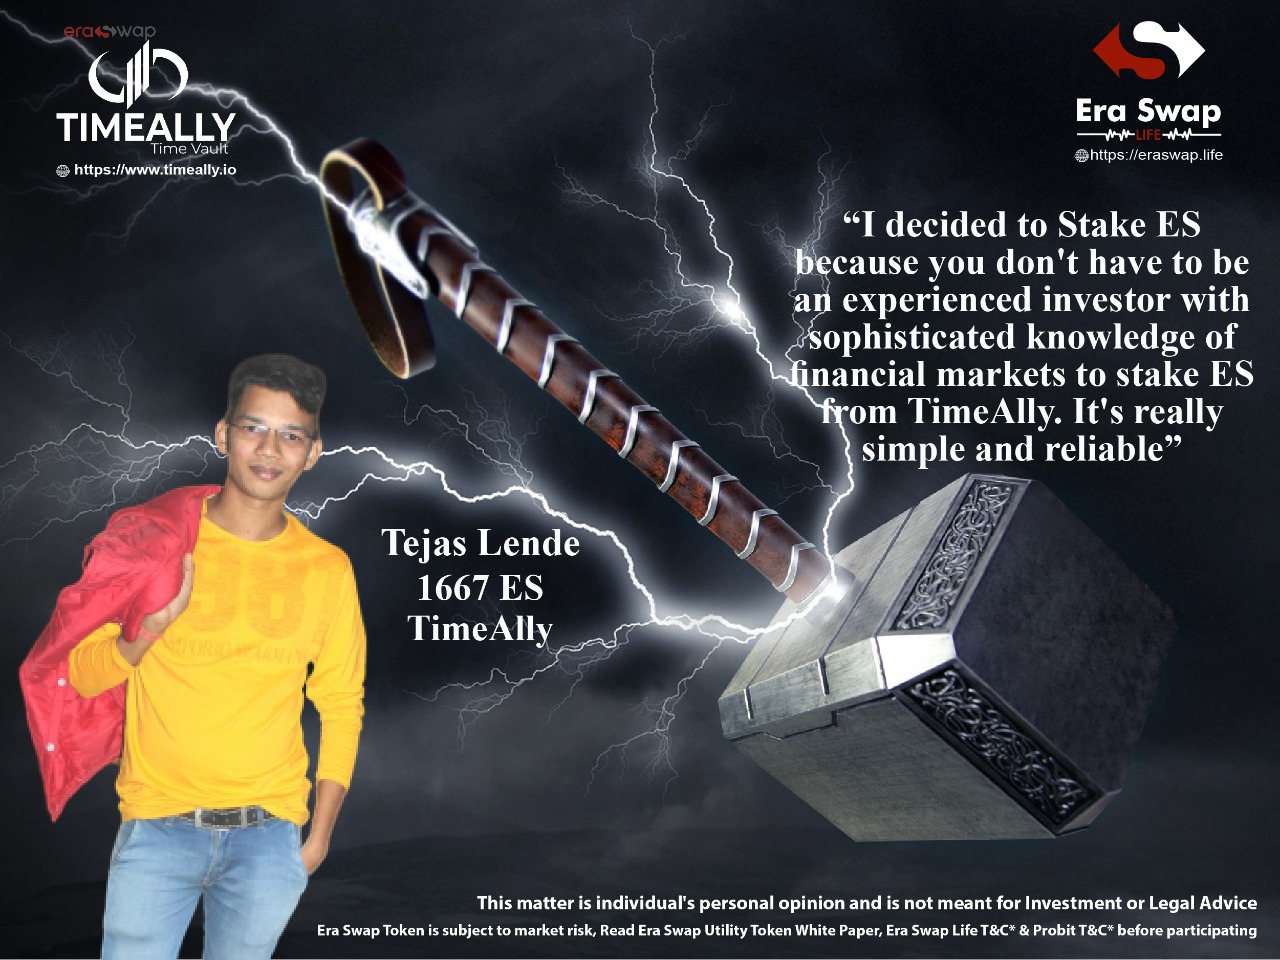 eraswap
TIMEALLY
Time Vault
https://www.timeally.io
Era Swap
LIFE
https://eraswap.life
“I decided to Stake ES
because you don't have to be
an experienced investor with
sophisticated knowledge of
financial markets to stake ES
from TimeAlly. It's really
simple and reliable”
Tejas Lende
1667 ES
TimeAlly
This matter is individual's personal opinion and is not meant for Investment or Legal Advice
Era Swap Token is subject to market risk, Read Era Swap Utility Token White Paper, Era Swap Life T&C* & Probit T&C* before participating